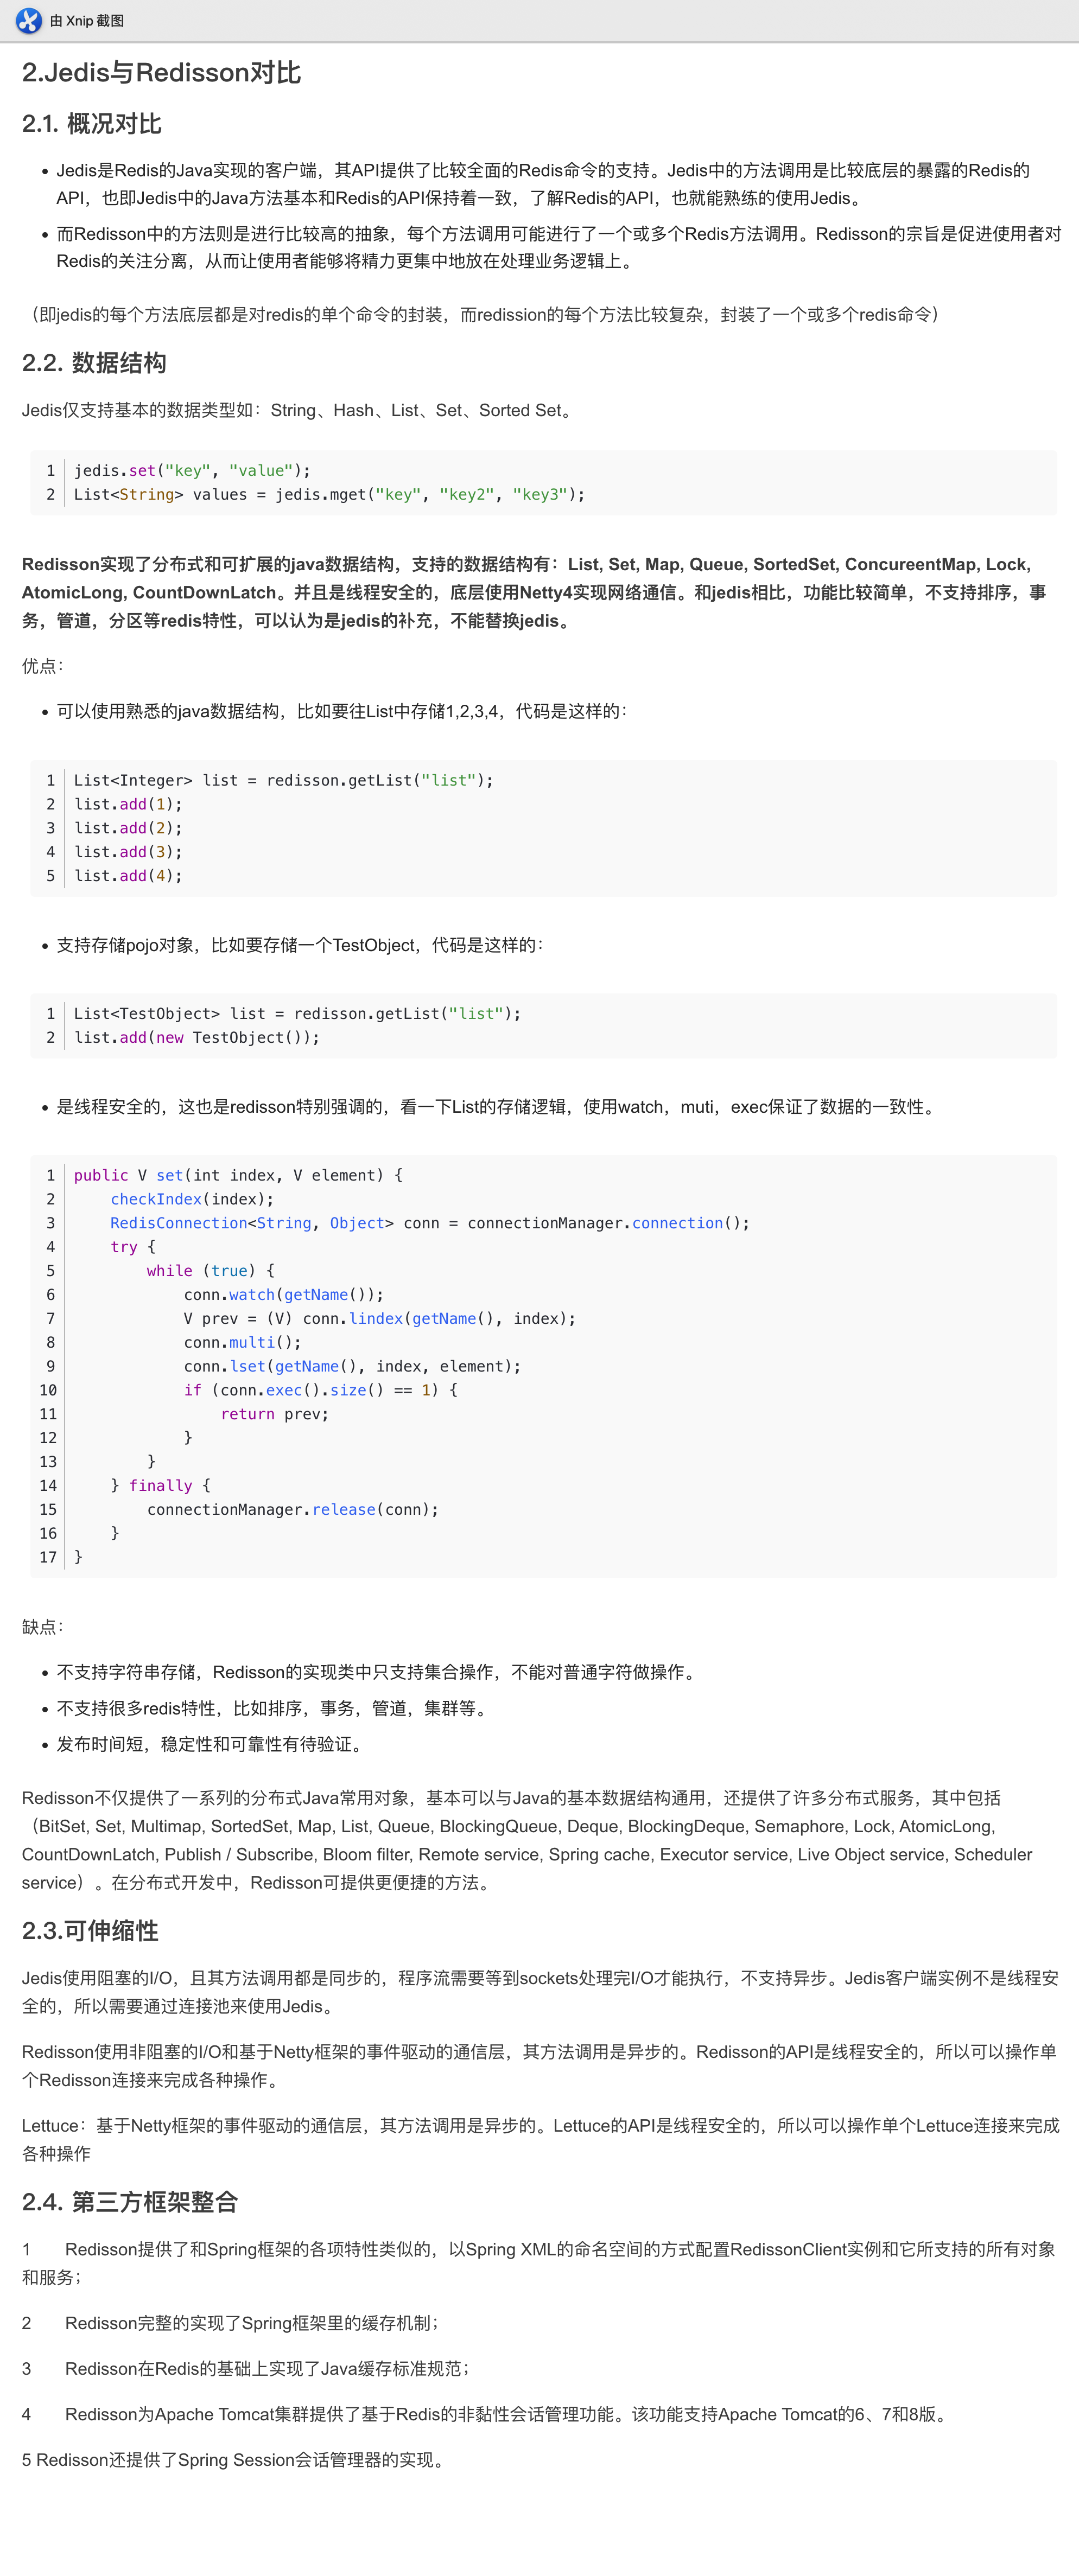 由 Xnip 截图
2.Jedis与Redisson对比
2.1. 概况对比
• Jedis是Redis的Java实现的客户端，其API提供了比较全面的Redis命令的支持。Jedis中的方法调用是比较底层的暴露的Redis的
API，也即Jedis中的Java方法基本和Redis的API保持着一致，了解Redis的API，也就能熟练的使用Jedis。
• 而Redisson中的方法则是进行比较高的抽象，每个方法调用可能进行了一个或多个Redis方法调用。Redisson的宗旨是促进使用者对
Redis的关注分离，从而让使用者能够将精力更集中地放在处理业务逻辑上。
（即jedis的每个方法底层都是对redis的单个命令的封装，而redission的每个方法比较复杂，封装了一个或多个redis命令）
2.2. 数据结构
Jedis仅支持基本的数据类型如：String、Hash、List、Set、Sorted Set。
1 jedis.set("key", "value");
2 List<String> values = jedis.mget("key", "key2", "key3");
Redisson实现了分布式和可扩展的java数据结构，支持的数据结构有：List, Set, Map, Queue, SortedSet, ConcureentMap, Lock,
AtomicLong, CountDownLatch。并且是线程安全的，底层使用Netty4实现网络通信。和jedis相比，功能比较简单，不支持排序，事
务，管道，分区等redis特性，可以认为是jedis的补充，不能替换jedis。
优点：
• 可以使用熟悉的java数据结构，比如要往List中存储1,2,3,4，代码是这样的：
1 List<Integer> list = redisson.getList("list");
2 list.add(1);
3 list.add(2);
4 list.add(3);
5 list.add(4);
• 支持存储pojo对象，比如要存储一个TestObject，代码是这样的：
1 List<TestObject> list = redisson.getList("list");
2 list.add(new TestObject());
• 是线程安全的，这也是redisson特别强调的，看一下List的存储逻辑，使用watch，muti，exec保证了数据的一致性。
1 public V set(int index, V element) {
2     checkIndex(index);
3     RedisConnection<String, Object> conn = connectionManager.connection();
4     try {
5         while (true) {
6             conn.watch(getName());
7             V prev = (V) conn.lindex(getName(), index);
8             conn.multi();
9             conn.lset(getName(), index, element);
10             if (conn.exec().size() == 1) {
11                 return prev;
12             }
13         }
14     } finally {
15         connectionManager.release(conn);
16     }
17 }
缺点：
• 不支持字符串存储，Redisson的实现类中只支持集合操作，不能对普通字符做操作。
• 不支持很多redis特性，比如排序，事务，管道，集群等。
• 发布时间短，稳定性和可靠性有待验证。
Redisson不仅提供了一系列的分布式Java常用对象，基本可以与Java的基本数据结构通用，还提供了许多分布式服务，其中包括
（BitSet, Set, Multimap, SortedSet, Map, List, Queue, BlockingQueue, Deque, BlockingDeque, Semaphore, Lock, AtomicLong,
CountDownLatch, Publish / Subscribe, Bloom filter, Remote service, Spring cache, Executor service, Live Object service, Scheduler
service）。在分布式开发中，Redisson可提供更便捷的方法。
2.3.可伸缩性
Jedis使用阻塞的I/O，且其方法调用都是同步的，程序流需要等到sockets处理完I/O才能执行，不支持异步。Jedis客户端实例不是线程安
全的，所以需要通过连接池来使用Jedis。
Redisson使用非阻塞的I/O和基于Netty框架的事件驱动的通信层，其方法调用是异步的。Redisson的API是线程安全的，所以可以操作单
个Redisson连接来完成各种操作。
Lettuce：基于Netty框架的事件驱动的通信层，其方法调用是异步的。Lettuce的API是线程安全的，所以可以操作单个Lettuce连接来完成
各种操作
2.4. 第三方框架整合
1 Redisson提供了和Spring框架的各项特性类似的，以Spring XML的命名空间的方式配置RedissonClient实例和它所支持的所有对象
和服务；
2 Redisson完整的实现了Spring框架里的缓存机制；
3 Redisson在Redis的基础上实现了Java缓存标准规范；
4 Redisson为Apache Tomcat集群提供了基于Redis的非黏性会话管理功能。该功能支持Apache Tomcat的6、7和8版。
5 Redisson还提供了Spring Session会话管理器的实现。